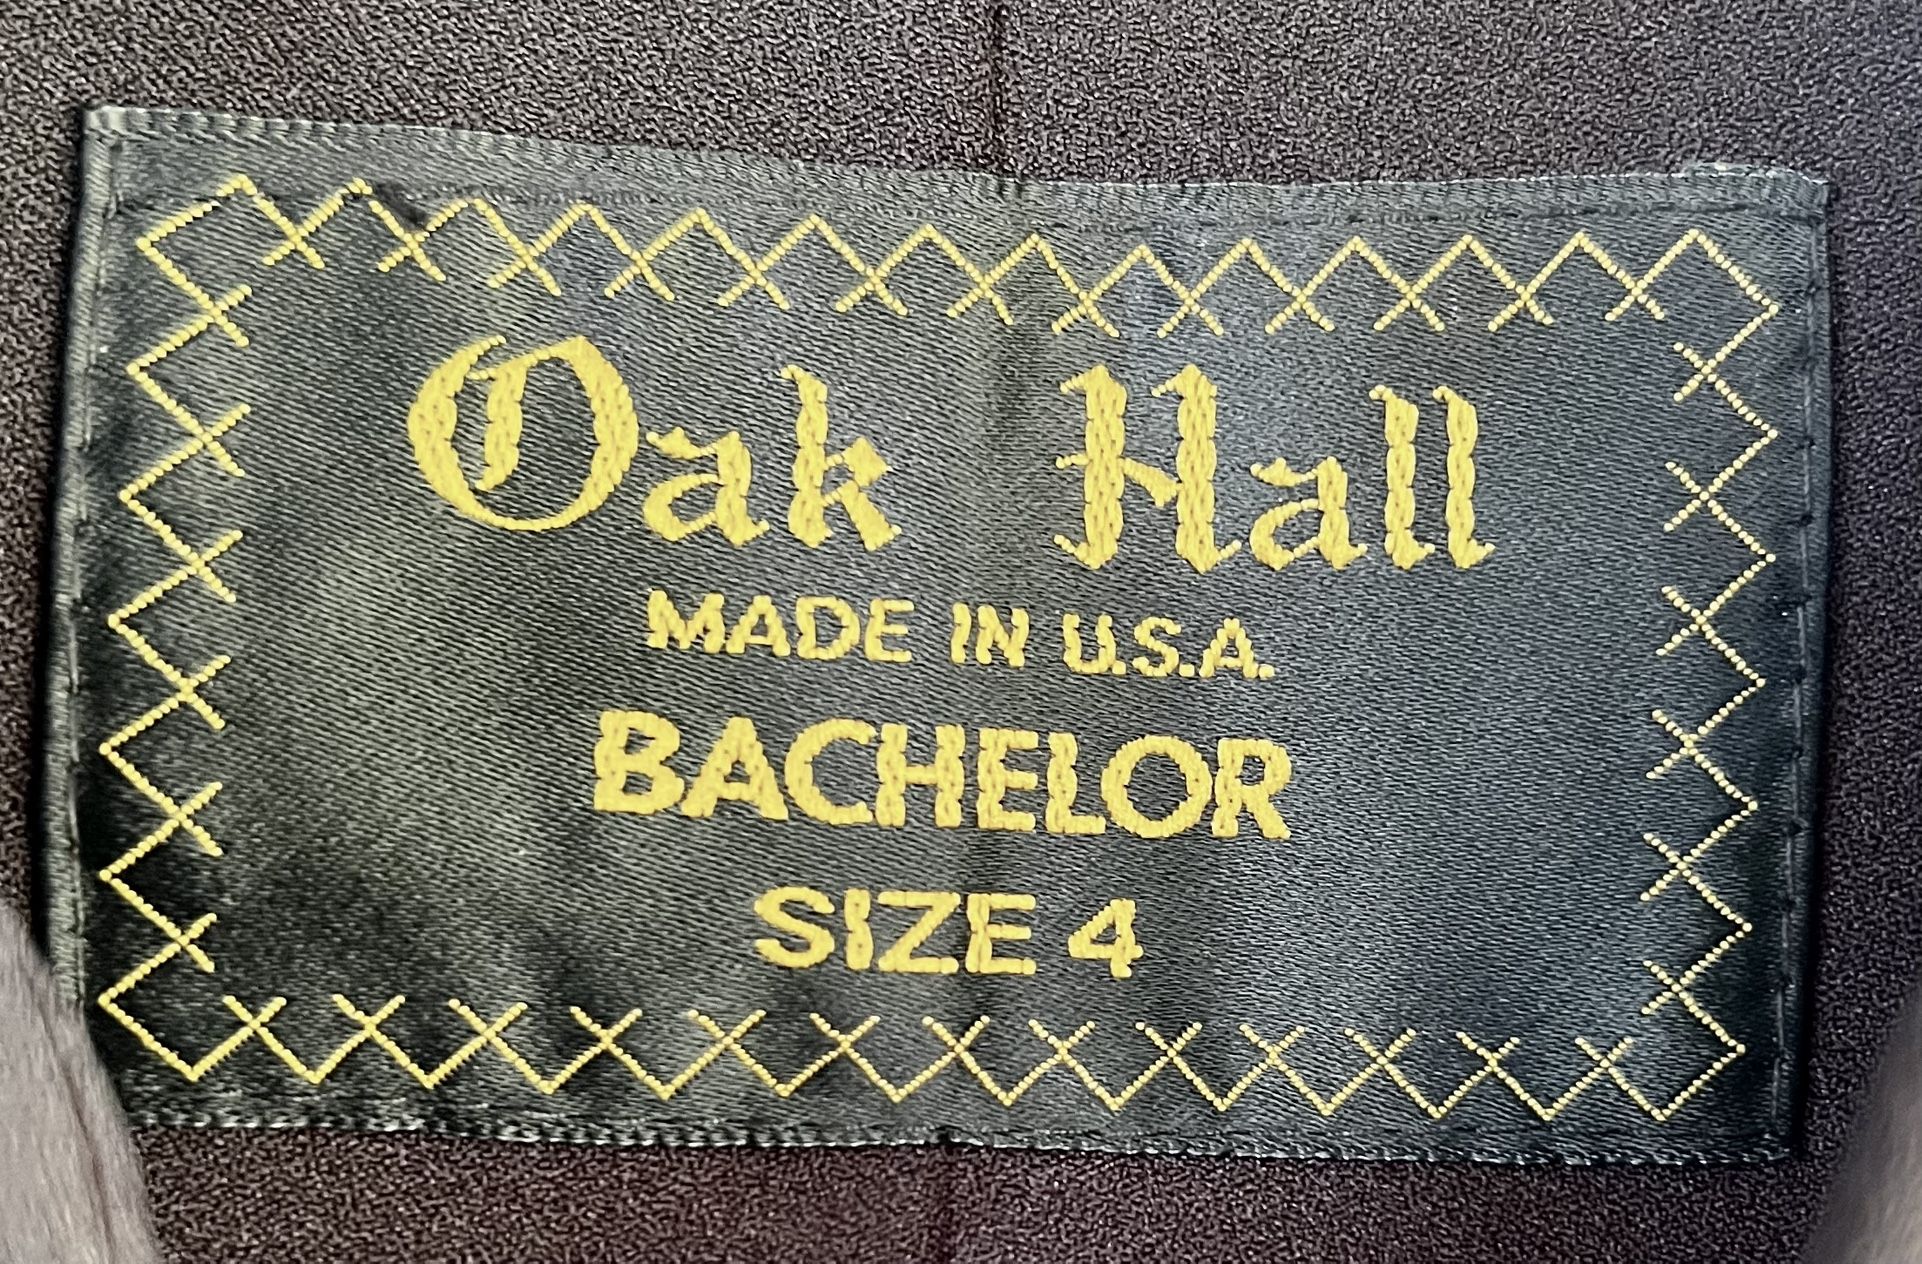 Oak Hall
MADE IN U.S.A.
BACHELOR
SIZE 4